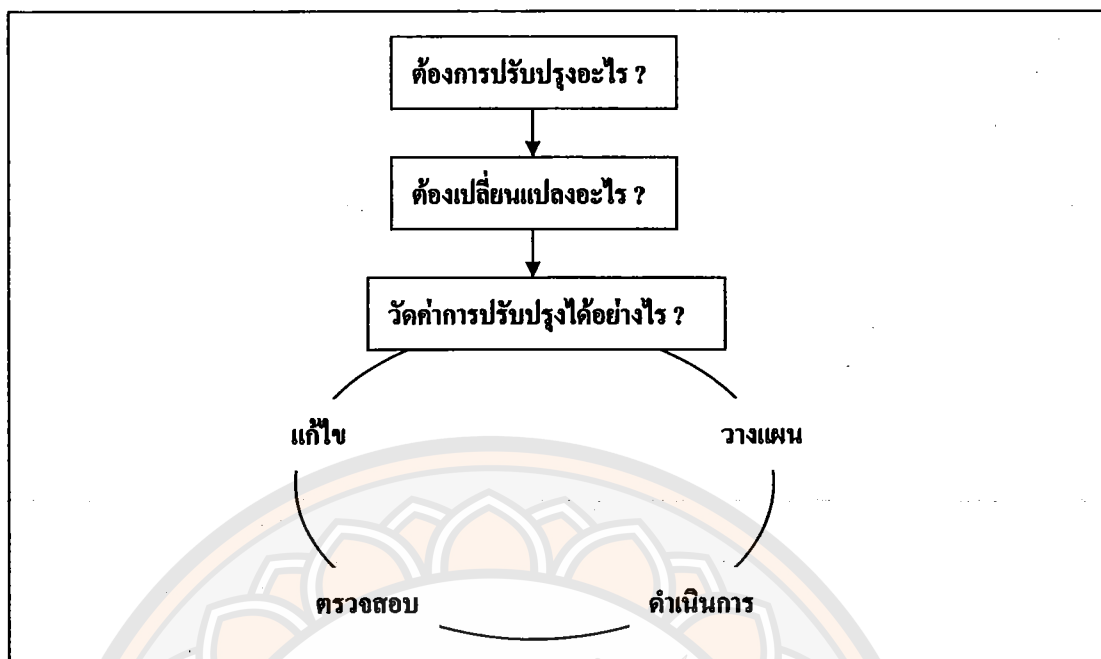 ต้องการปรับปรุงอะไร ?
ต้องเปลี่ยนแปลงอะไร ?
วัดค่าการปรับปรุงได้อย่างไร ?
แก้ไข
วางแผน
ตรวจสอบ
ดำเนินการ